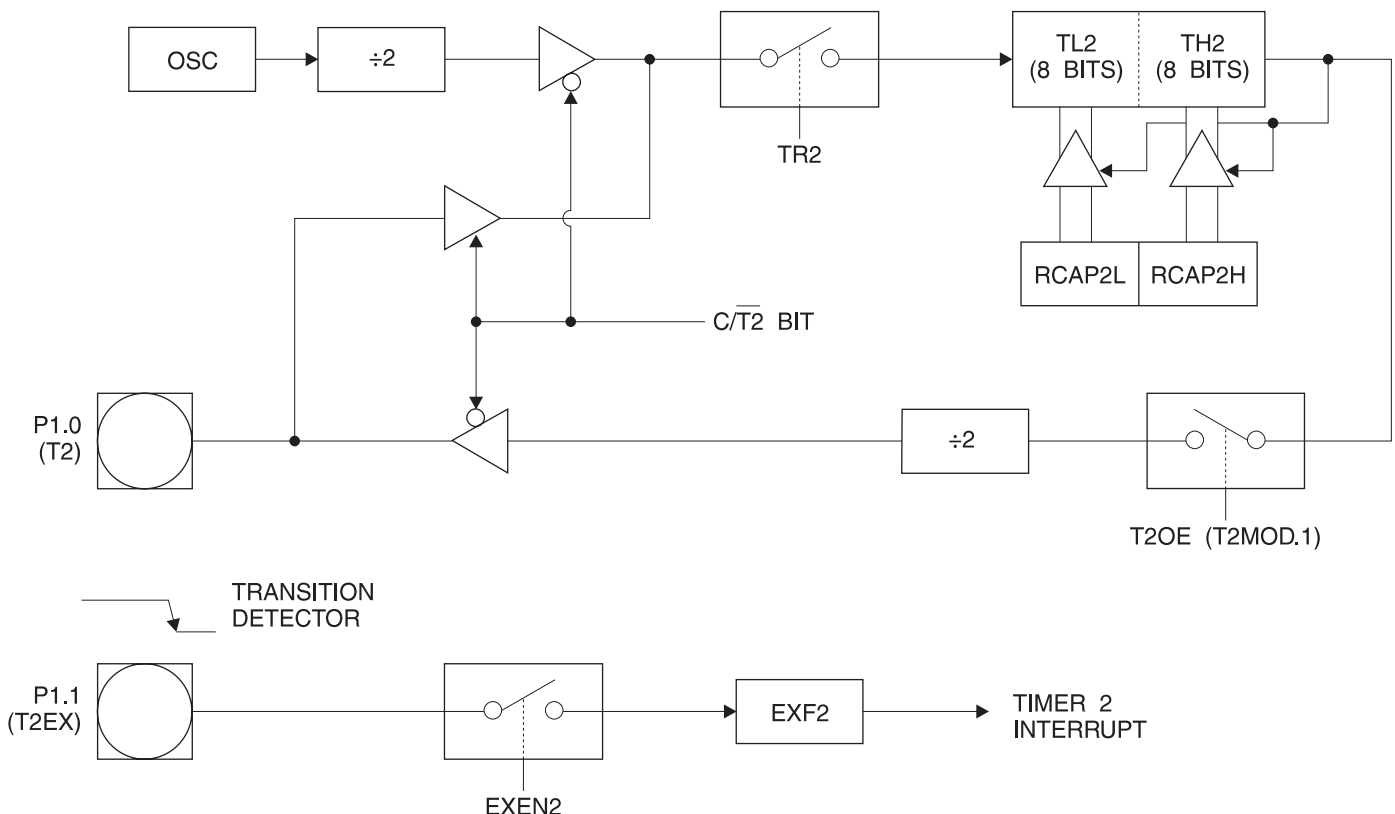 OSC
÷2
TL2
(8 BITS)
TH2
(8 BITS)
TR2
RCAP2L
RCAP2H
C/T2̅ BIT
P1.0
(T2)
÷2
T2OE (T2MOD.1)
TRANSITION
DETECTOR
P1.1
(T2EX)
EXF2
TIMER 2
INTERRUPT
EXEN2